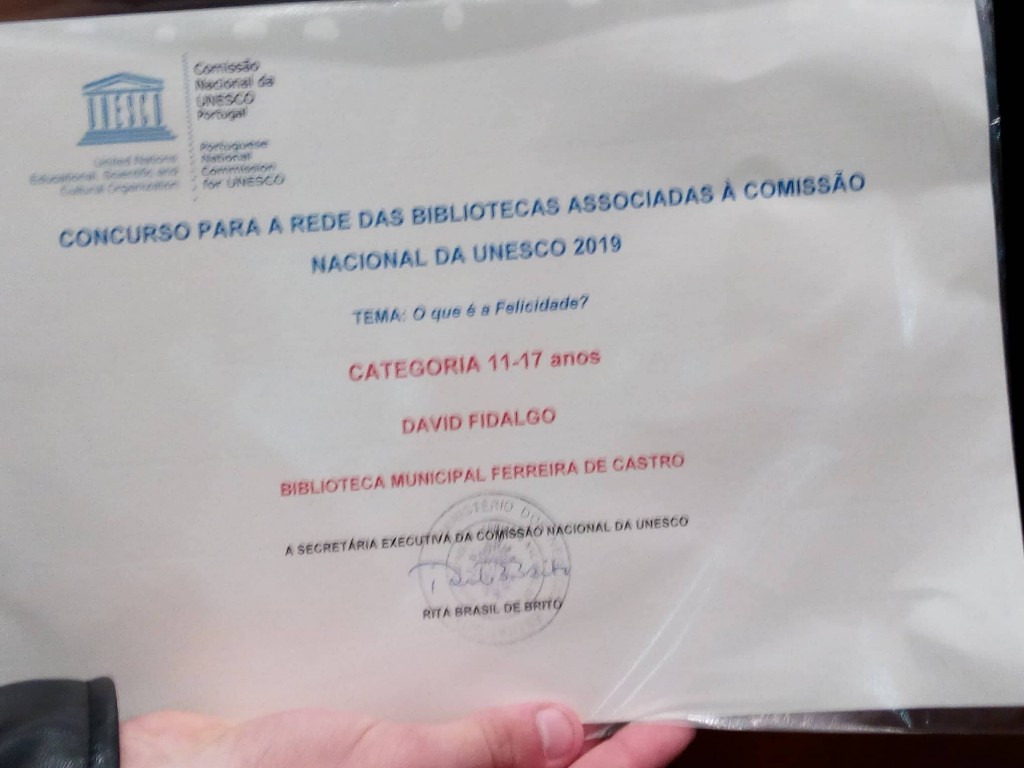 UNESCO
United Nations
Educational, Scientific and
Cultural Organization
Comissão
Nacional da
UNESCO
Portugal
Portuguese
National
Commission
for UNESCO
CONCURSO PARA A REDE DAS BIBLIOTECAS ASSOCIADAS À COMISSÃO
NACIONAL DA UNESCO 2019
TEMA: O que é a Felicidade?
CATEGORIA 11-17 anos
DAVID FIDALGO
BIBLIOTECA MUNICIPAL FERREIRA DE CASTRO
A SECRETÁRIA EXECUTIVA DA COMISSÃO NACIONAL DA UNESCO
RITA BRASIL DE BRITO